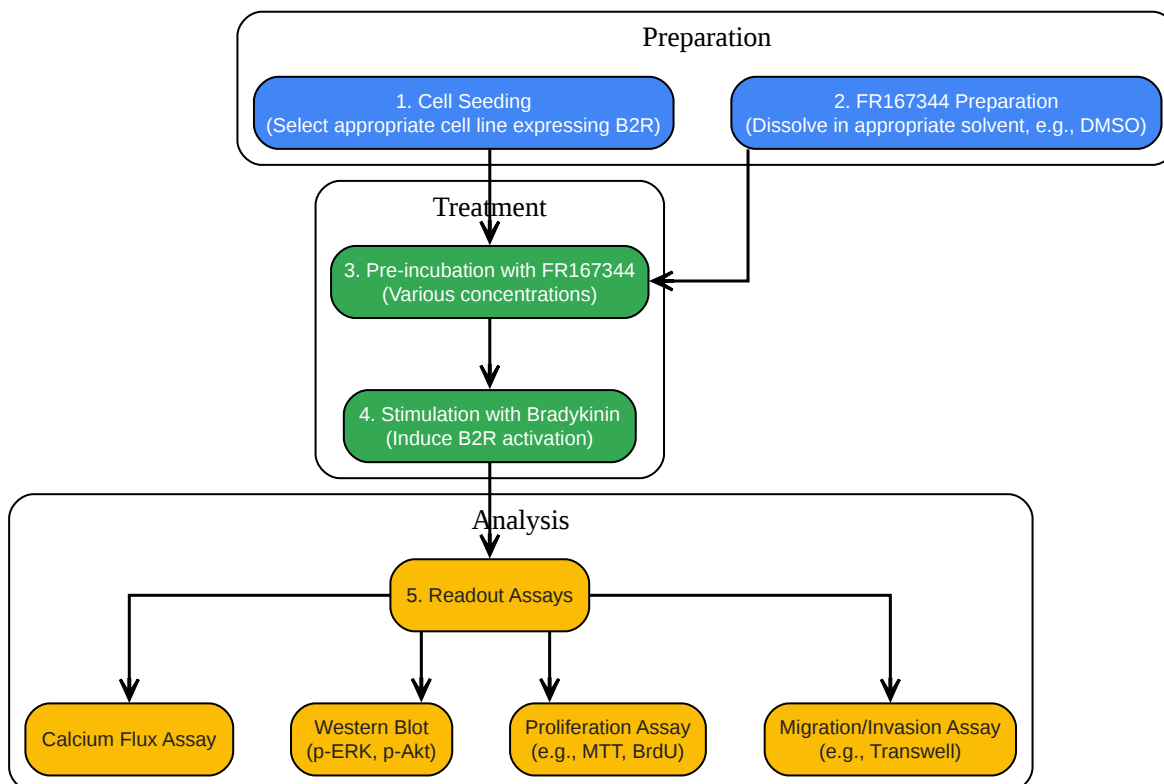 Preparation
1. Cell Seeding
(Select appropriate cell line expressing B2R)
2. FR167344 Preparation
(Dissolve in appropriate solvent, e.g., DMSO)
Treatment
3. Pre-incubation with FR167344
(Various concentrations)
4. Stimulation with Bradykinin
(Induce B2R activation)
Analysis
5. Readout Assays
Calcium Flux Assay
Western Blot
(p-ERK, p-Akt)
Proliferation Assay
(e.g., MTT, BrdU)
Migration/Invasion Assay
(e.g., Transwell)